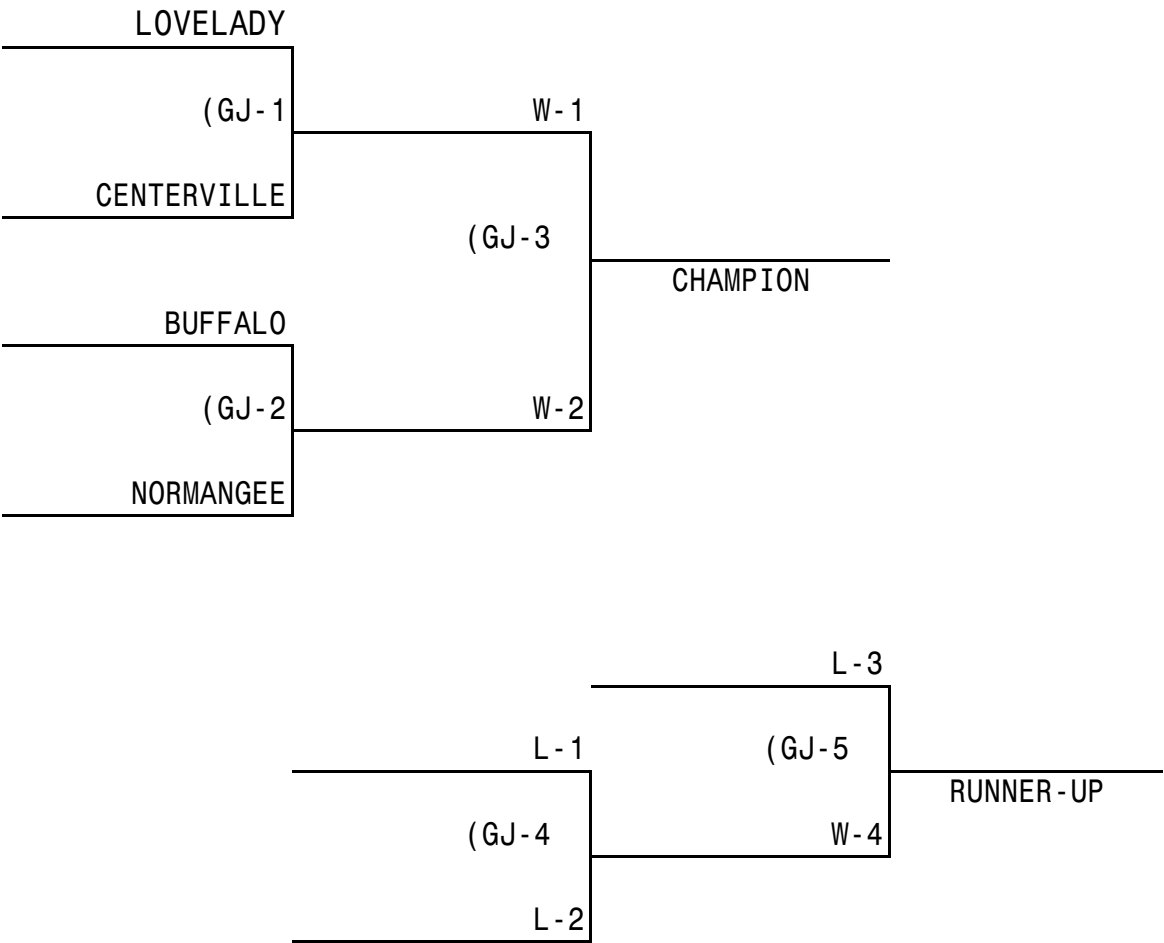 LOVELADY
(GJ-1
W-1
CENTERVILLE
(GJ-3
CHAMPION
BUFFALO
(GJ-2
W-2
NORMANGEE
L-3
L-1
(GJ-5
RUNNER-UP
(GJ-4
W-4
L-2